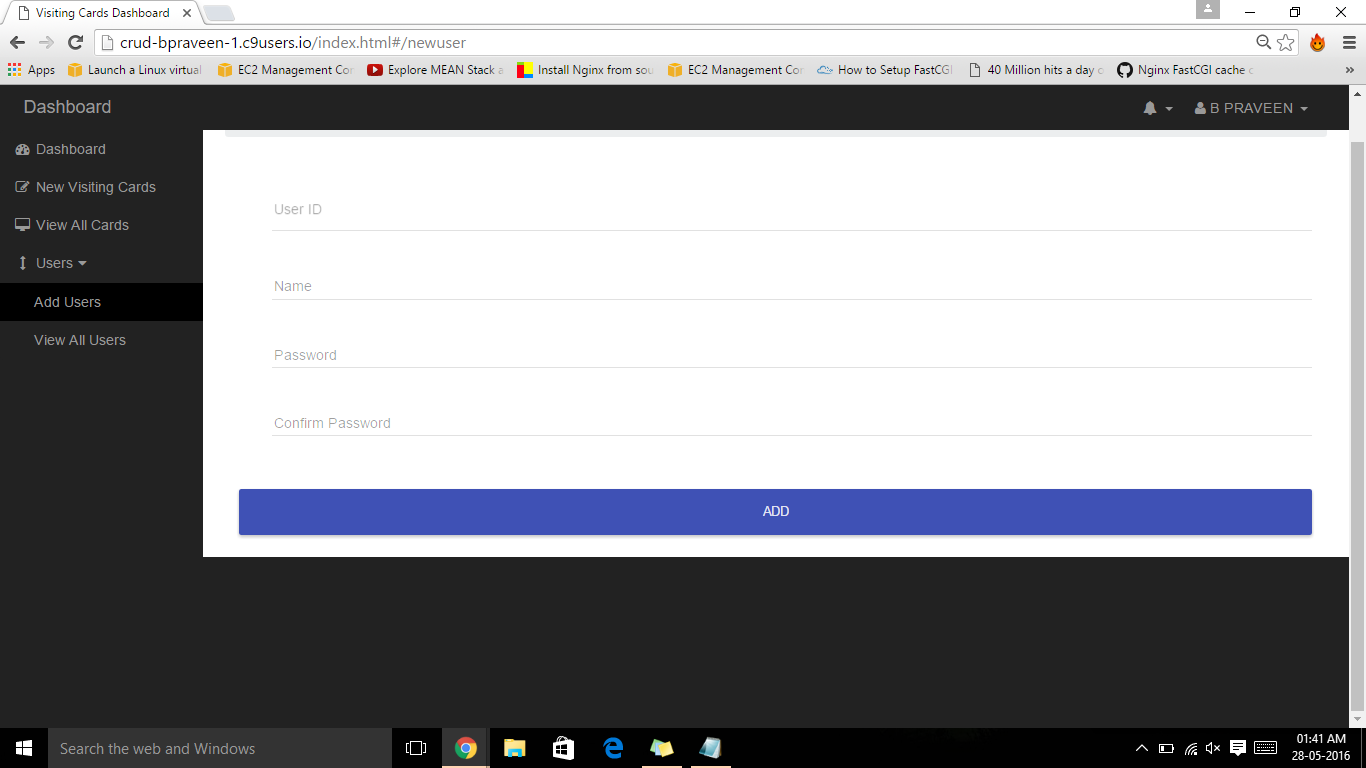 Visiting Cards Dashboard
crud-bpraveen-1.c9users.io/index.html#/newuser
Apps Launch a Linux virtual EC2 Management Con Explore MEAN Stack a Install Nginx from sou EC2 Management Con How to Setup FastCGI 40 Million hits a day o Nginx FastCGI cache c »
Dashboard B PRAVEEN
Dashboard
New Visiting Cards
View All Cards
Users
Add Users
View All Users
User ID
Name
Password
Confirm Password
ADD
Search the web and Windows
01:41 AM
28-05-2016